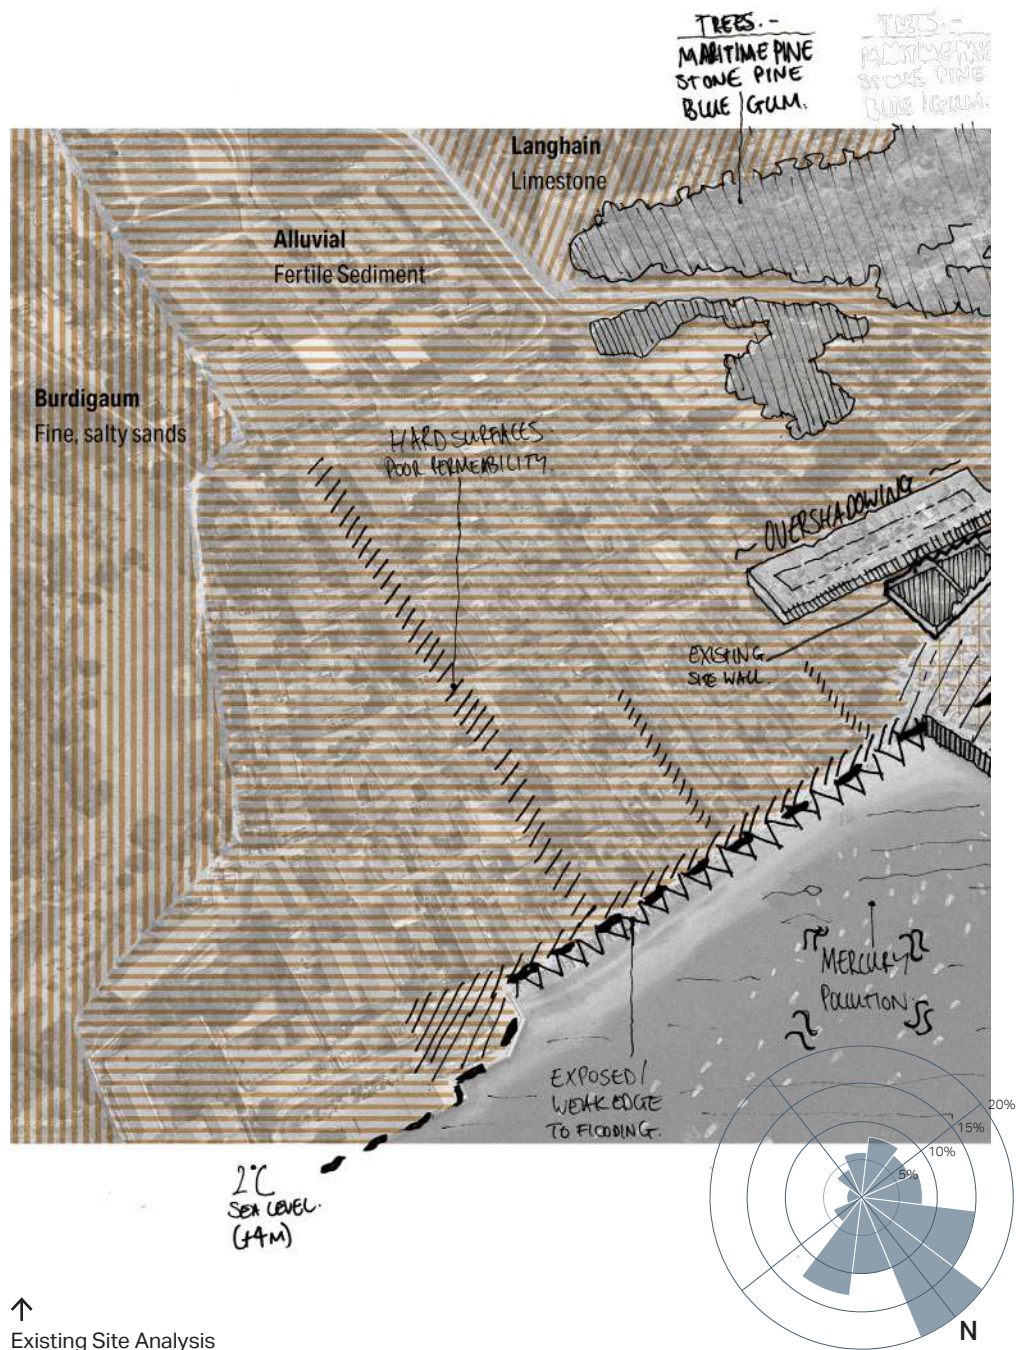 TREES.-
MARITIME PINE
STONE PINE
BLUE GUM.
Langhain
Limestone
Alluvial
Fertile Sediment
Burdigaum
Fine, salty sands
HARD SURFACES.
POOR PERMEABILITY.
~ OVERSHADOWING ~
EXISTING
SITE WALL.
MERCURY
POLLUTION
EXPOSED/
WEAK EDGE
TO FLOODING.
20%
15%
10%
5%
2°C
SEA LEVEL.
(+4M)
N
↑
Existing Site Analysis